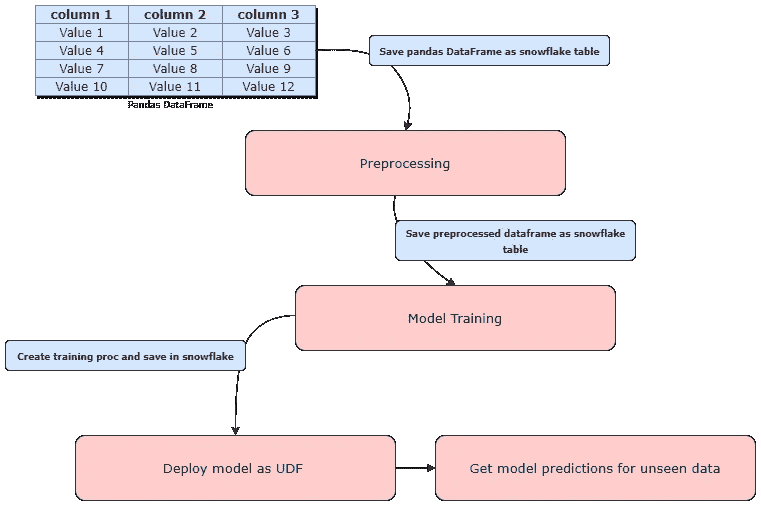 column 1 column 2 column 3
Value 1 Value 2 Value 3
Value 4 Value 5 Value 6
Value 7 Value 8 Value 9
Value 10 Value 11 Value 12
Pandas DataFrame
Save pandas DataFrame as snowflake table
Preprocessing
Save preprocessed dataframe as snowflake
table
Model Training
Create training proc and save in snowflake
Deploy model as UDF
Get model predictions for unseen data